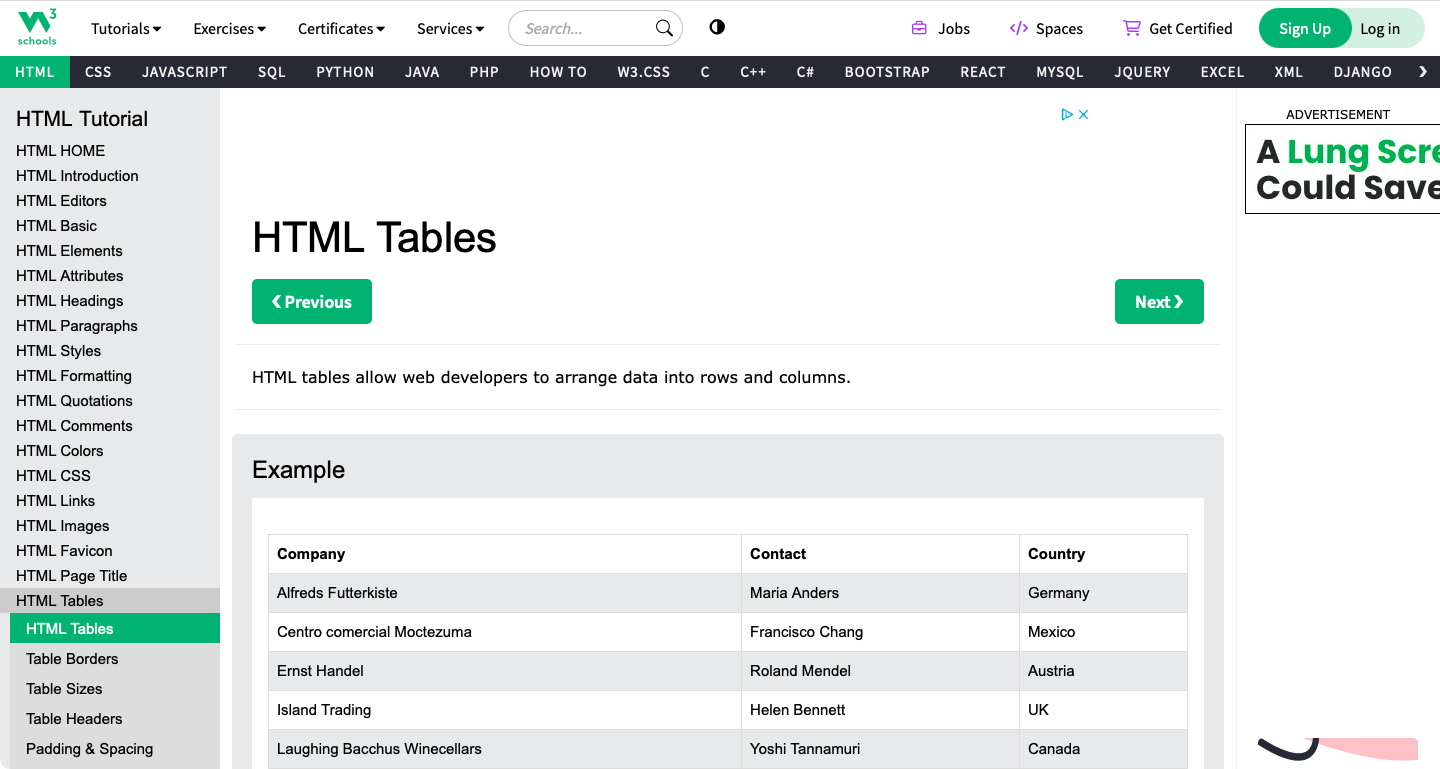 W3
schools
Tutorials
Exercises
Certificates
Services
Search...
Jobs
Spaces
Get Certified
Sign Up
Log in
HTML CSS JAVASCRIPT SQL PYTHON JAVA PHP HOW TO W3.CSS C C++ C# BOOTSTRAP REACT MYSQL JQUERY EXCEL XML DJANGO ❯
HTML Tutorial
HTML HOME
HTML Introduction
HTML Editors
HTML Basic
HTML Elements
HTML Attributes
HTML Headings
HTML Paragraphs
HTML Styles
HTML Formatting
HTML Quotations
HTML Comments
HTML Colors
HTML CSS
HTML Links
HTML Images
HTML Favicon
HTML Page Title
HTML Tables
HTML Tables
Table Borders
Table Sizes
Table Headers
Padding & Spacing
HTML Tables
❮ Previous
Next ❯
HTML tables allow web developers to arrange data into rows and columns.
Example
Company Contact Country
Alfreds Futterkiste Maria Anders Germany
Centro comercial Moctezuma Francisco Chang Mexico
Ernst Handel Roland Mendel Austria
Island Trading Helen Bennett UK
Laughing Bacchus Winecellars Yoshi Tannamuri Canada
ADVERTISEMENT
A Lung Scre
Could Save